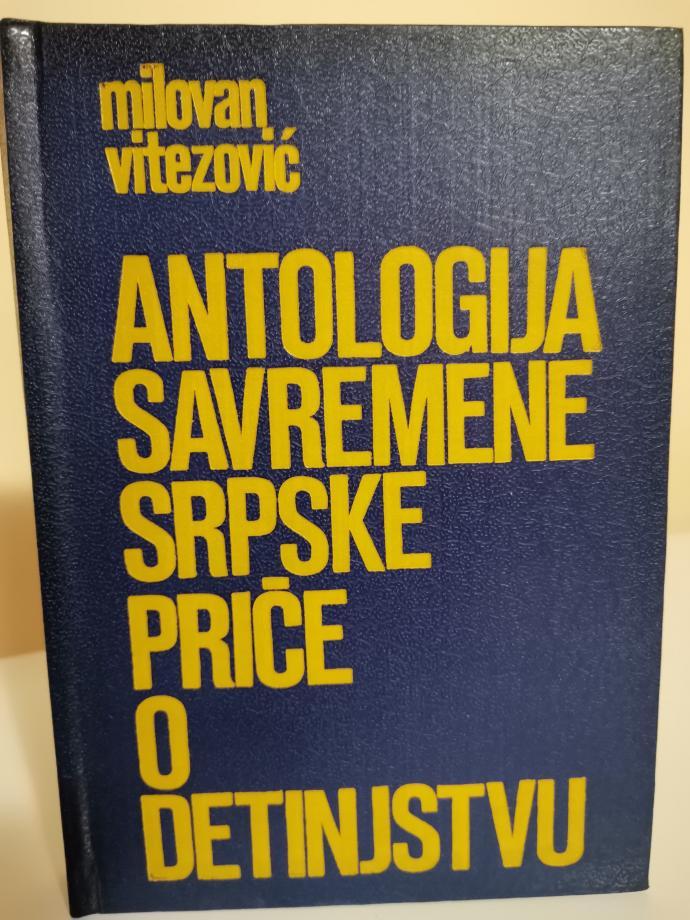 milovan
vitezović
ANTOLOGIJA
SAVREMENE
SRPSKE
PRIČE
O
DETINJSTVU